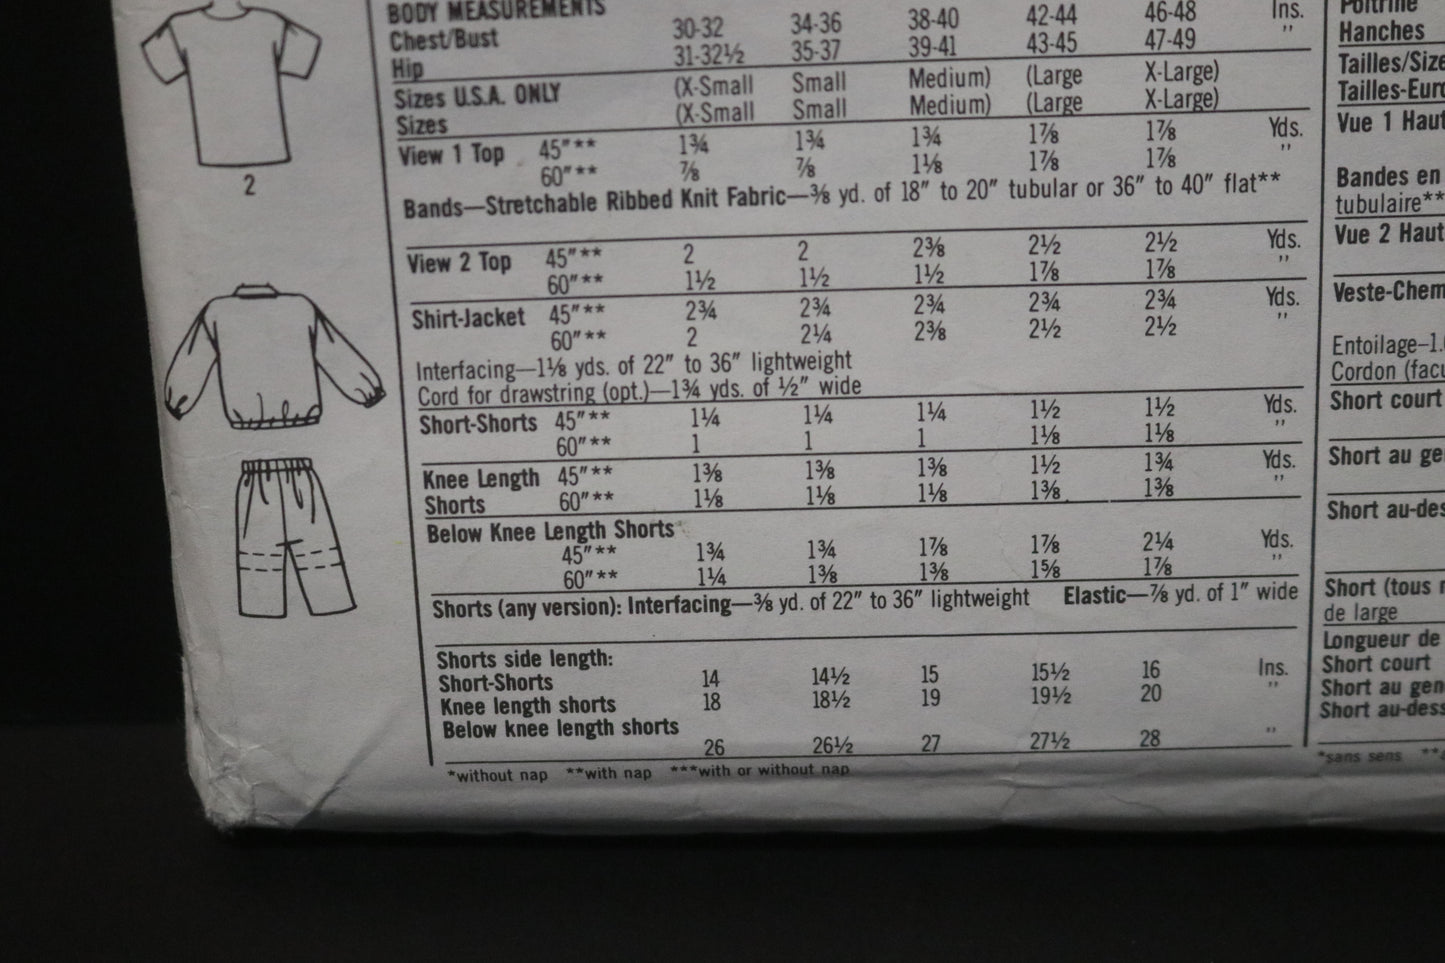 BODY MEASUREMENTS
Chest/Bust 30-32 34-36 38-40 42-44 46-48 Ins.
Hip 31-32½ 35-37 39-41 43-45 47-49 "
Sizes U.S.A. ONLY (X-Small Small Medium) (Large X-Large)
Sizes (X-Small Small Medium) (Large X-Large)
View 1 Top 45"** 1¾ 1¾ 1¾ 1⅞ 1⅞ Yds.
60"** ⅞ ⅞ 1⅛ 1⅞ 1⅞ "
Bands—Stretchable Ribbed Knit Fabric—⅜ yd. of 18" to 20" tubular or 36" to 40" flat**
2
View 2 Top 45"** 2 2 2⅜ 2½ 2½ Yds.
60"** 1½ 1½ 1½ 1⅞ 1⅞ "
Shirt-Jacket 45"** 2¾ 2¾ 2¾ 2¾ 2¾ Yds.
60"** 2 2¼ 2⅜ 2½ 2½ "
Interfacing—1⅛ yds. of 22" to 36" lightweight
Cord for drawstring (opt.)—1¾ yds. of ½" wide
Short-Shorts 45"** 1¼ 1¼ 1¼ 1½ 1½ Yds.
60"** 1 1 1 1⅛ 1⅛ "
Knee Length 45"** 1⅜ 1⅜ 1⅜ 1½ 1¾ Yds.
Shorts 60"** 1⅛ 1⅛ 1⅛ 1⅜ 1⅜ "
Below Knee Length Shorts
45"** 1¾ 1¾ 1⅞ 1⅞ 2¼ Yds.
60"** 1¼ 1⅜ 1⅜ 1⅝ 1⅞ "
Shorts (any version): Interfacing—⅜ yd. of 22" to 36" lightweight Elastic—⅞ yd. of 1" wide
Shorts side length:
Short-Shorts 14 14½ 15 15½ 16 Ins.
Knee length shorts 18 18½ 19 19½ 20 "
Below knee length shorts
26 26½ 27 27½ 28 "
*without nap **with nap ***with or without nap
Poitrine
Hanches
Tailles/Size
Tailles-Euro
Vue 1 Haut
Bandes en
tubulaire**
Vue 2 Haut
Veste-Chem
Entoilage–1.
Cordon (facu
Short court
Short au ge
Short au-des
Short (tous
de large
Longueur de
Short court
Short au gen
Short au-dess
*sans sens **